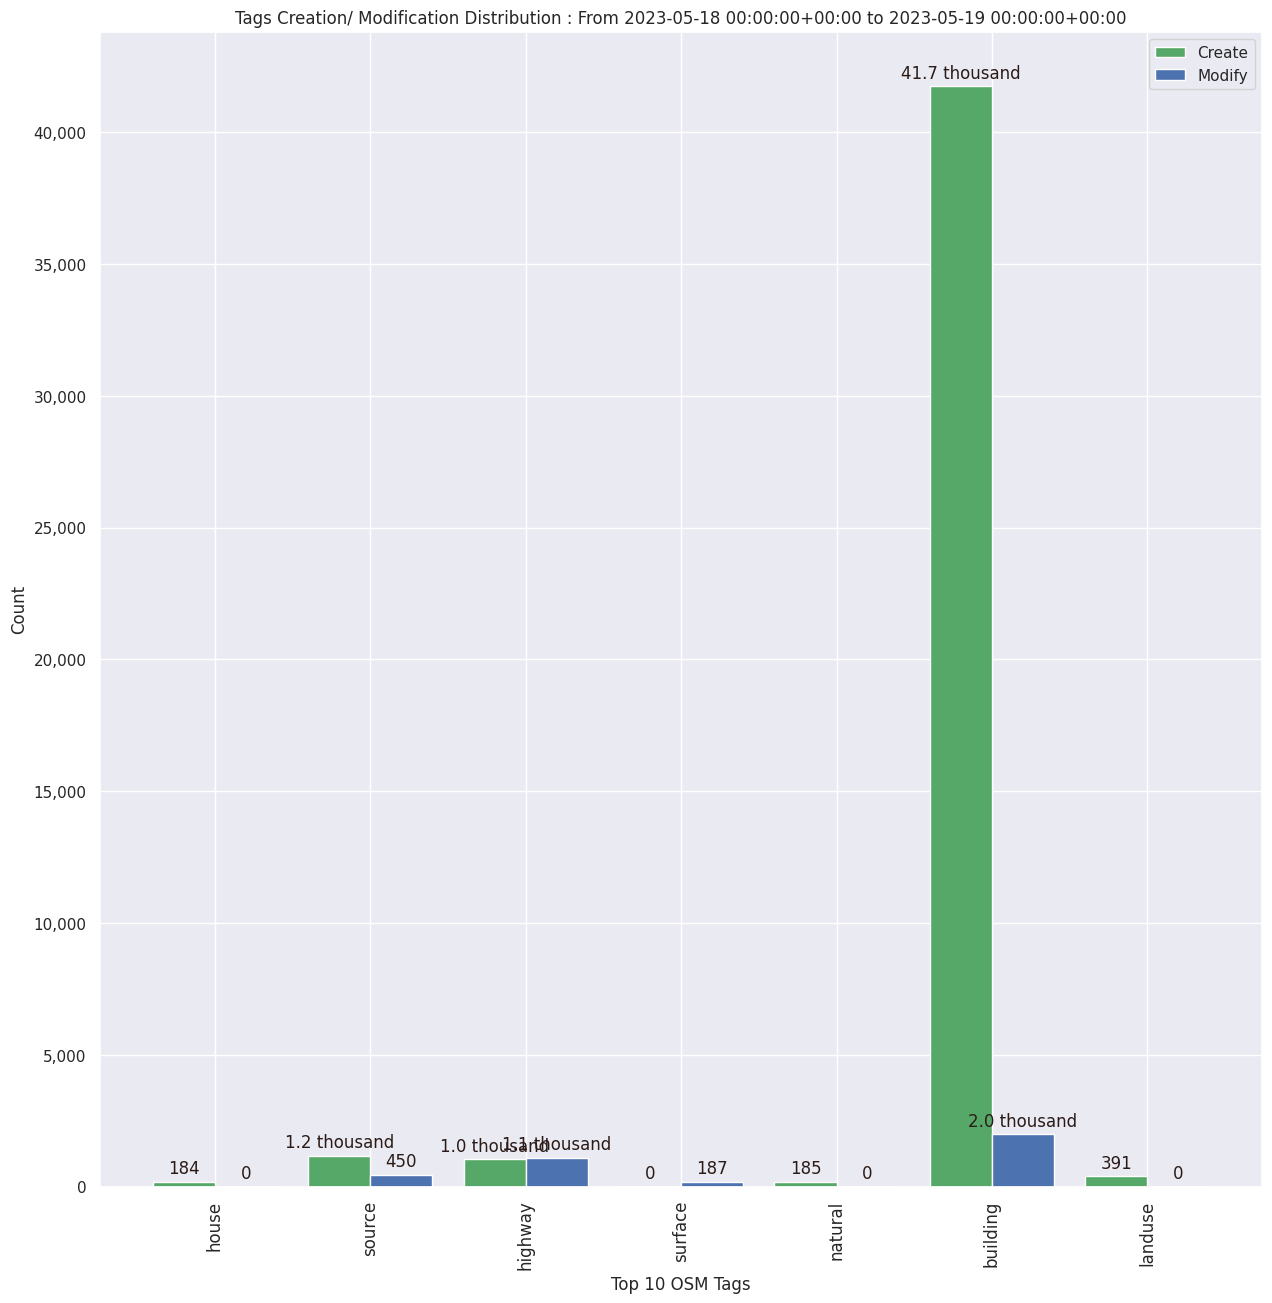 Tags Creation/ Modification Distribution : From 2023-05-18 00:00:00+00:00 to 2023-05-19 00:00:00+00:00
Create
Modify
41.7 thousand
40,000
35,000
30,000
25,000
20,000
15,000
10,000
5,000
0
Count
184
0
1.2 thousand
450
1.0 thousand
1.1 thousand
0
187
185
0
2.0 thousand
391
0
house
source
highway
surface
natural
building
landuse
Top 10 OSM Tags